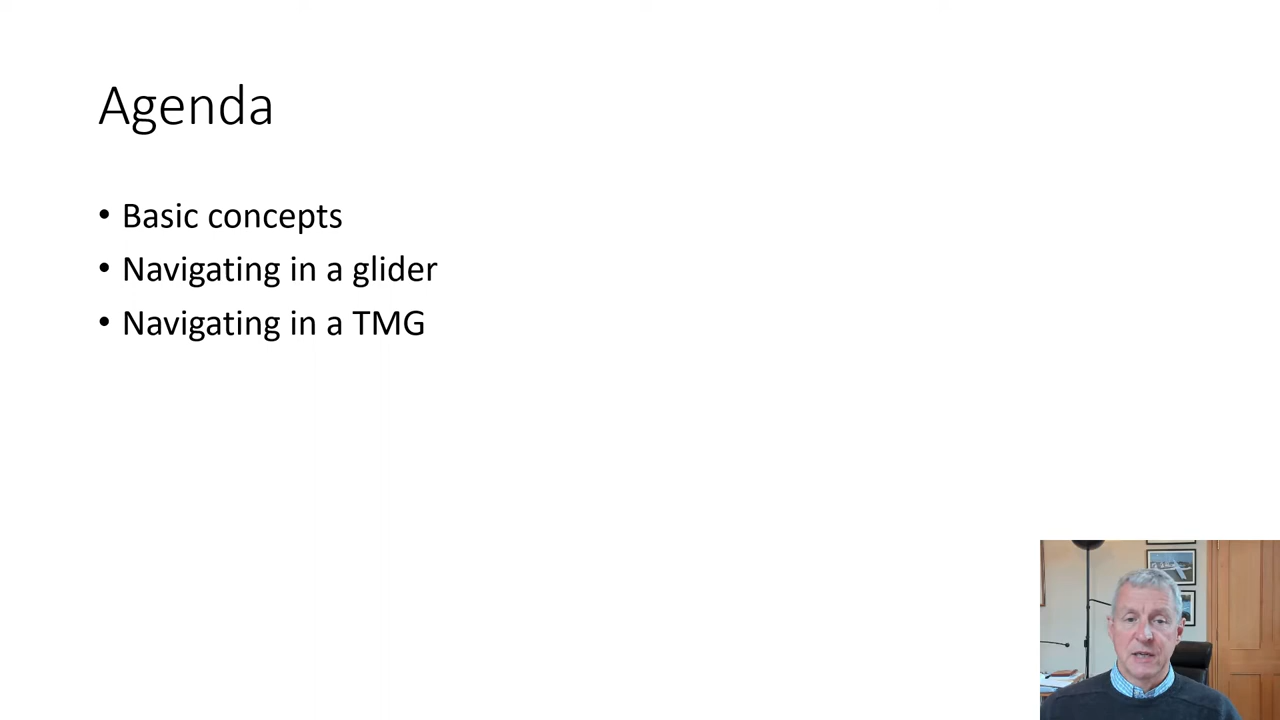 Agenda
• Basic concepts
• Navigating in a glider
• Navigating in a TMG